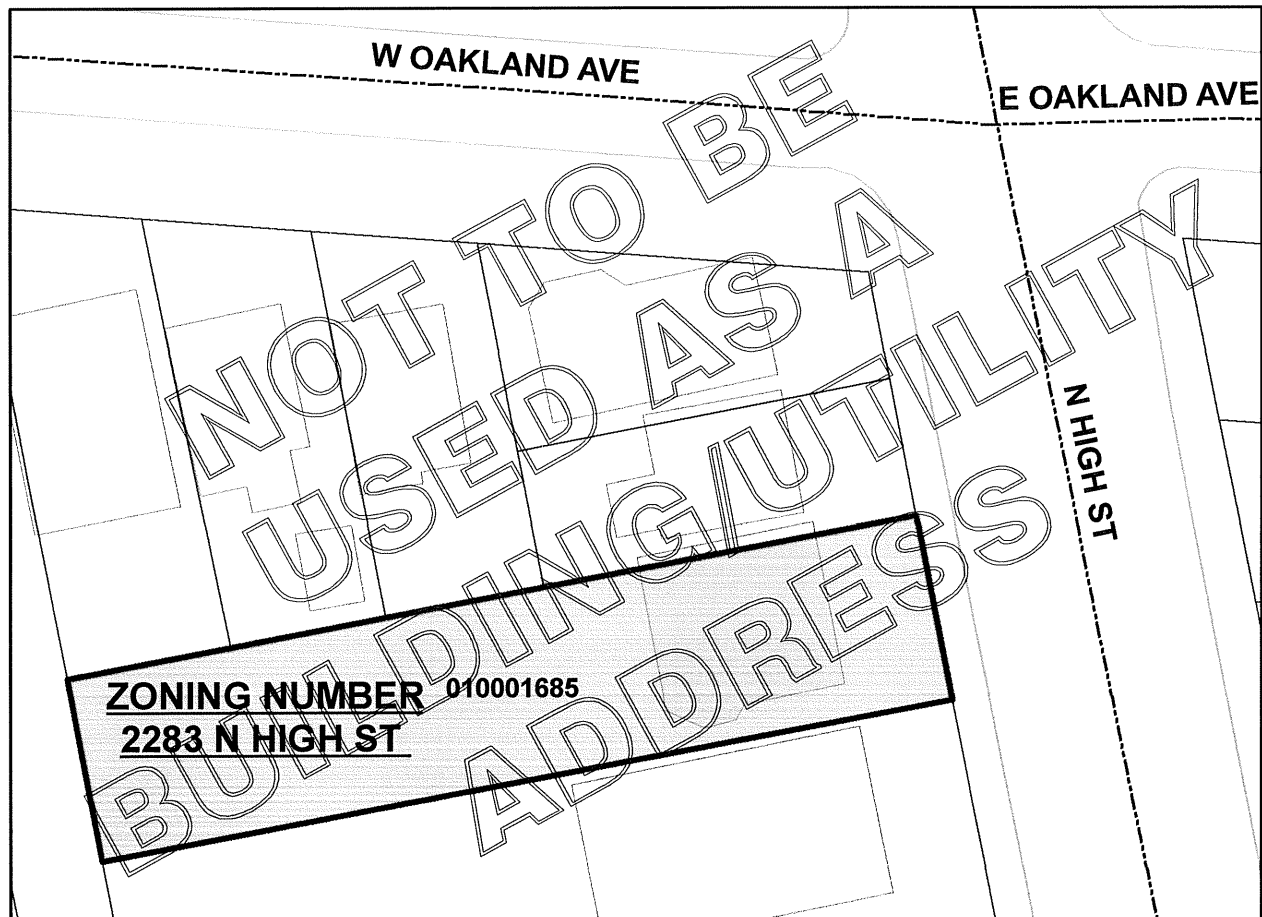 W OAKLAND AVE
E OAKLAND AVE
N HIGH ST
NOT TO BE
USED AS A
BUILDING/UTILITY
ADDRESS
ZONING NUMBER 010001685
2283 N HIGH ST